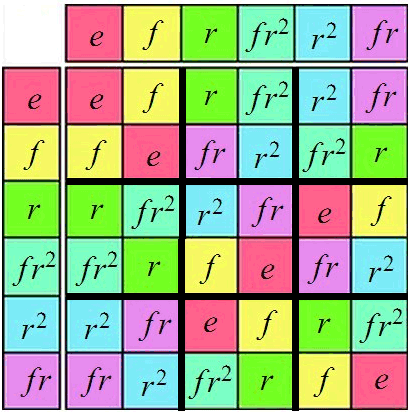 e f r fr² r² fr
e e f r fr² r² fr
f f e fr r² fr² r
r r fr² r² fr e f
fr² fr² r f e fr r²
r² r² fr e f r fr²
fr fr r² fr² r f e